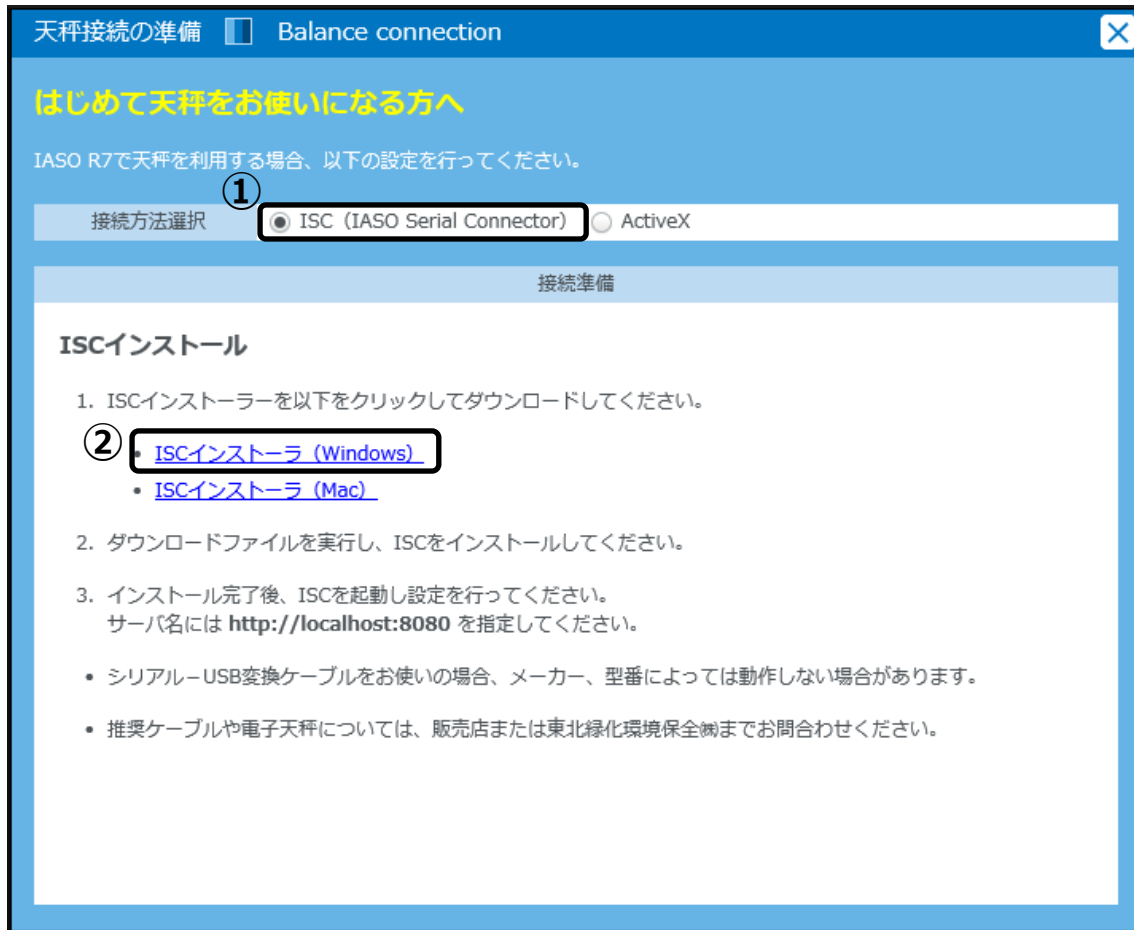 天秤接続の準備 Balance connection
はじめて天秤をお使いになる方へ
IASO R7で天秤を利用する場合、以下の設定を行ってください。
①
接続方法選択 ISC（IASO Serial Connector） ActiveX
接続準備
ISCインストール
1. ISCインストーラーを以下をクリックしてダウンロードしてください。
② • ISCインストーラ（Windows）
• ISCインストーラ（Mac）
2. ダウンロードファイルを実行し、ISCをインストールしてください。
3. インストール完了後、ISCを起動し設定を行ってください。
サーバ名には http://localhost:8080 を指定してください。
• シリアル－USB変換ケーブルをお使いの場合、メーカー、型番によっては動作しない場合があります。
• 推奨ケーブルや電子天秤については、販売店または東北緑化環境保全㈱までお問合わせください。